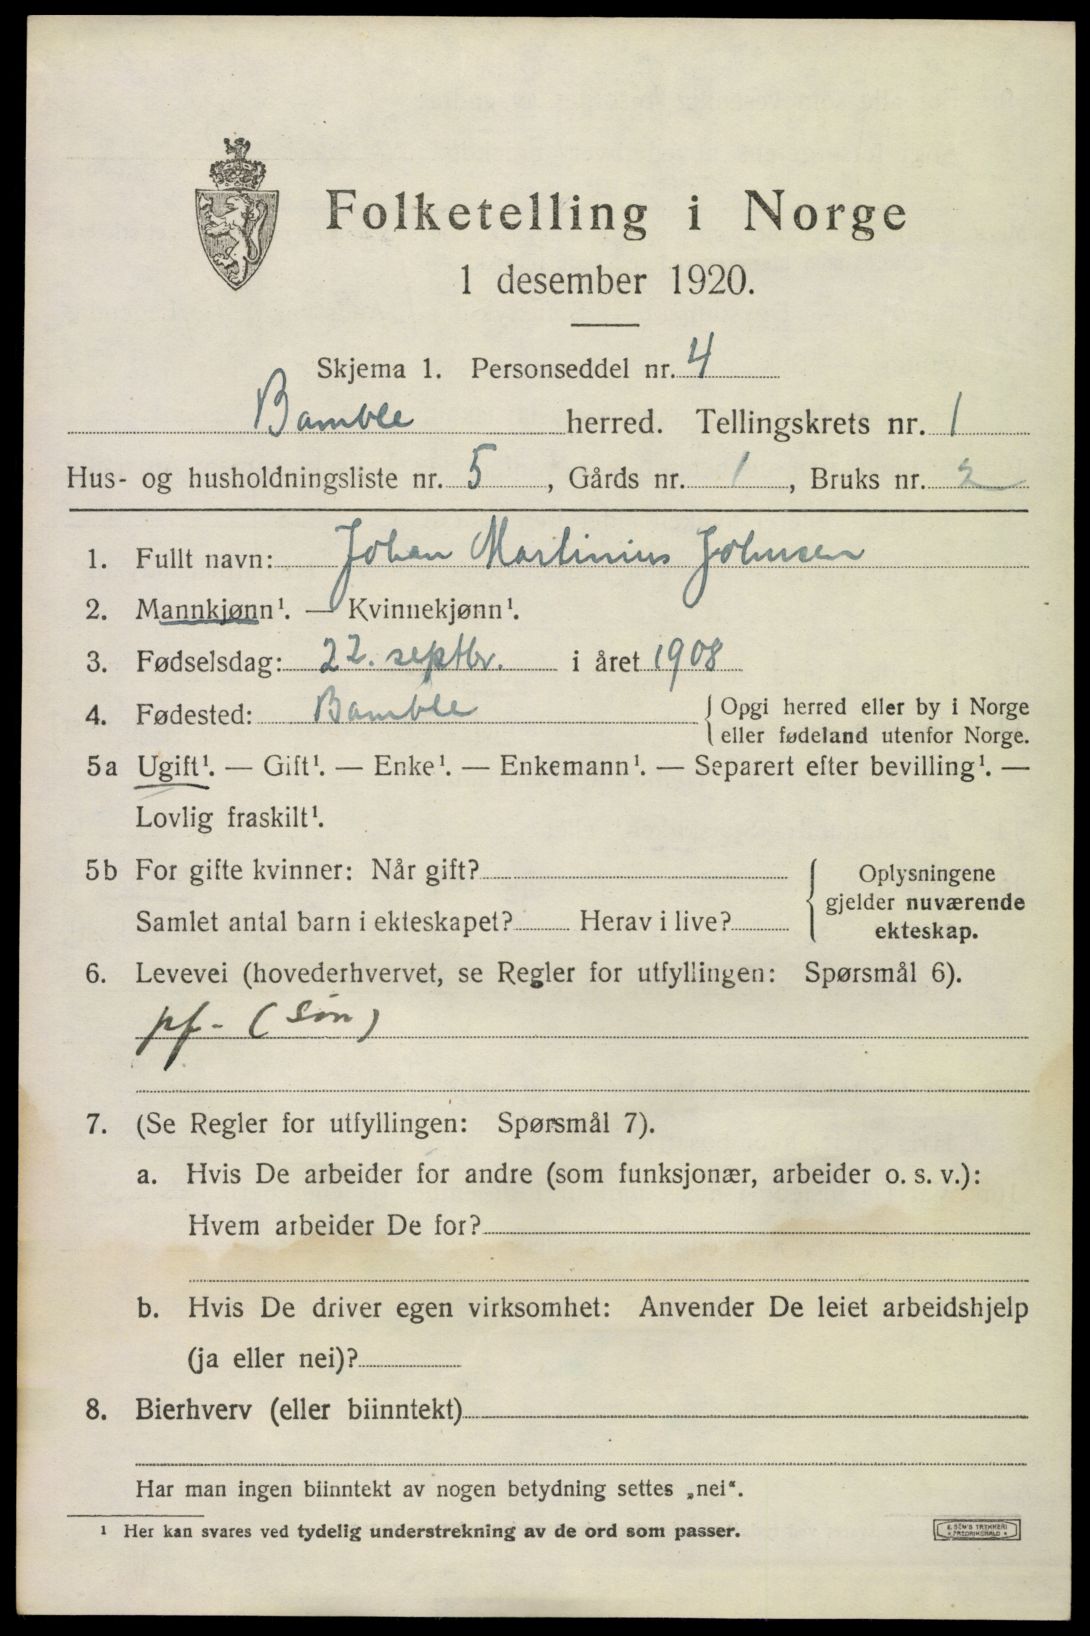 Folketelling i Norge
1 desember 1920.
Skjema 1. Personseddel nr. 4
Bamble herred. Tellingskrets nr. 1
Hus- og husholdningsliste nr. 5, Gårds nr. 1, Bruks nr. 2
1. Fullt navn: Johan Martinius Johnsen
2. Mannkjønn¹. — Kvinnekjønn¹.
3. Fødselsdag: 22. septbr. i året 1908
4. Fødested: Bamble { Opgi herred eller by i Norge
eller fødeland utenfor Norge.
5a Ugift¹. — Gift¹. — Enke¹. — Enkemann¹. — Separert efter bevilling¹. —
Lovlig fraskilt¹.
5b For gifte kvinner: Når gift?
Samlet antal barn i ekteskapet? Herav i live?
{ Oplysningene
gjelder nuværende
ekteskap.
6. Levevei (hovederhvervet, se Regler for utfyllingen: Spørsmål 6).
pf- (Søn)
7. (Se Regler for utfyllingen: Spørsmål 7).
a. Hvis De arbeider for andre (som funksjonær, arbeider o. s. v.):
Hvem arbeider De for?
b. Hvis De driver egen virksomhet: Anvender De leiet arbeidshjelp
(ja eller nei)?
8. Bierhverv (eller biinntekt)
Har man ingen biinntekt av nogen betydning settes „nei“.
¹ Her kan svares ved tydelig understrekning av de ord som passer.
E. SEM'S TRYKKERI
FREDRIKSHALD